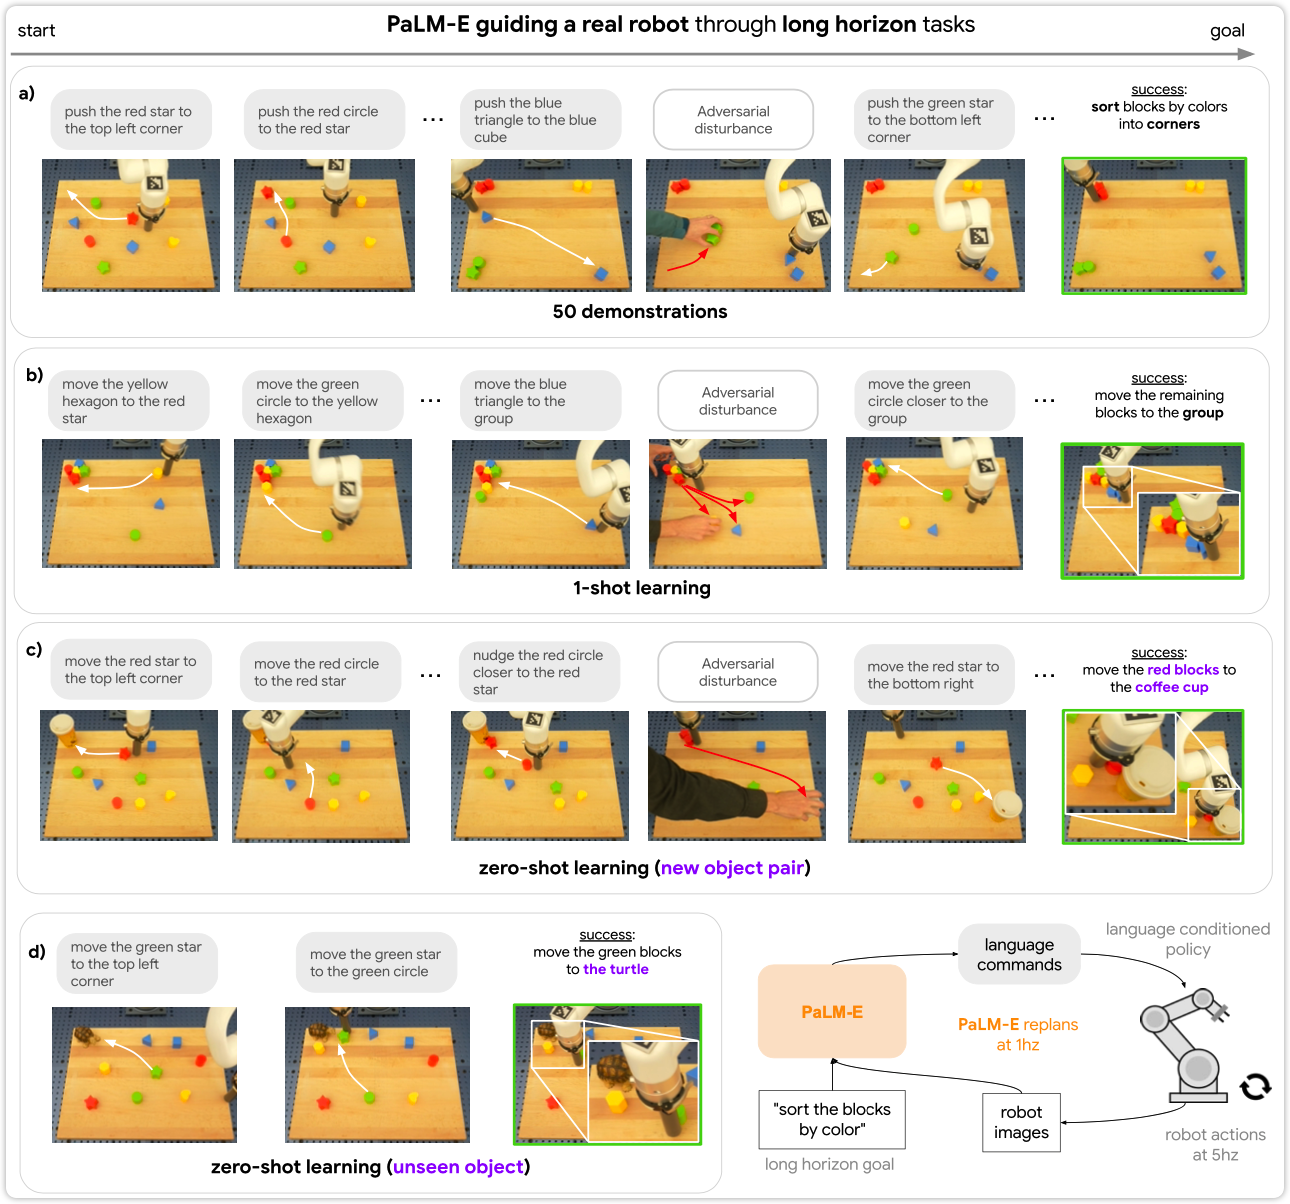 PaLM-E guiding a real robot through long horizon tasks
start
goal
a)
push the red star to
the top left corner
push the red circle
to the red star
...
push the blue
triangle to the blue
cube
Adversarial
disturbance
push the green star
to the bottom left
corner
...
success:
sort blocks by colors
into corners
50 demonstrations
b)
move the yellow
hexagon to the red
star
move the green
circle to the yellow
hexagon
...
move the blue
triangle to the
group
Adversarial
disturbance
move the green
circle closer to the
group
...
success:
move the remaining
blocks to the group
1-shot learning
c)
move the red star to
the top left corner
move the red circle
to the red star
...
nudge the red circle
closer to the red
star
Adversarial
disturbance
move the red star to
the bottom right
...
success:
move the red blocks to
the coffee cup
zero-shot learning (new object pair)
d)
move the green star
to the top left
corner
move the green star
to the green circle
success:
move the green blocks
to the turtle
zero-shot learning (unseen object)
language
commands
language conditioned
policy
PaLM-E
PaLM-E replans
at 1hz
"sort the blocks
by color"
long horizon goal
robot
images
robot actions
at 5hz